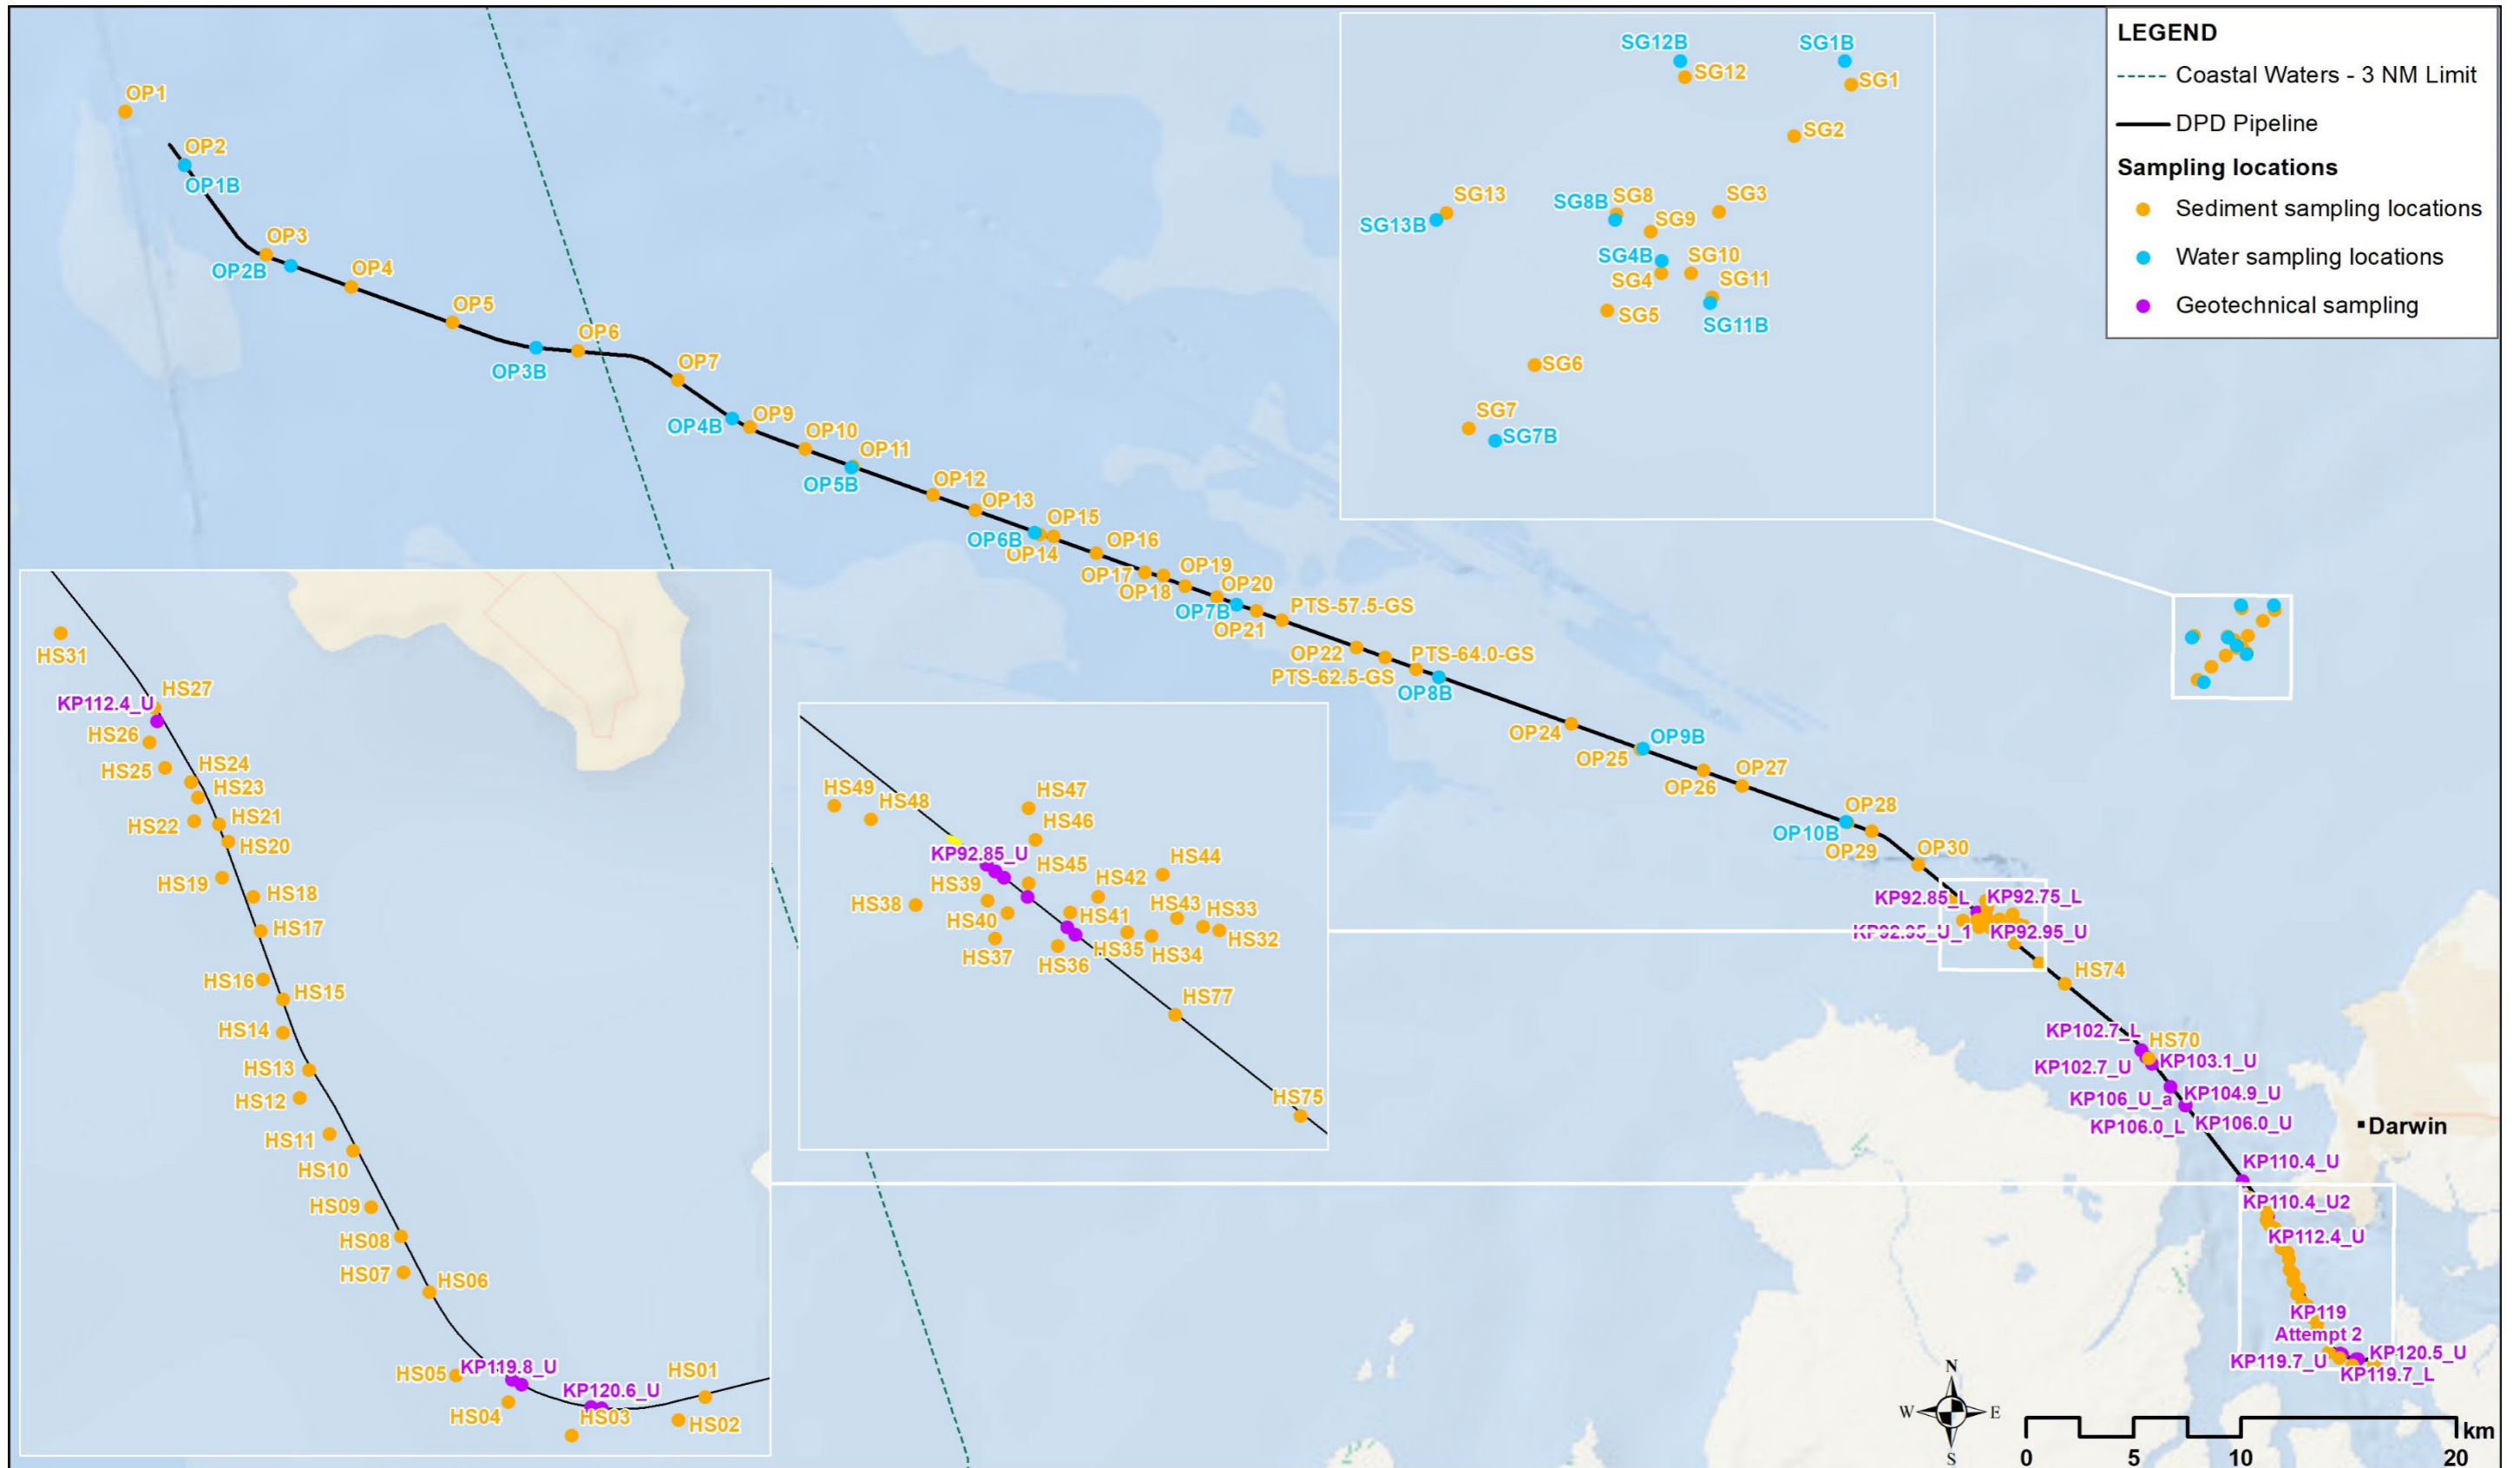 LEGEND
Coastal Waters - 3 NM Limit
DPD Pipeline
Sampling locations
Sediment sampling locations
Water sampling locations
Geotechnical sampling
OP1
OP2
OP1B
OP3
OP2B
OP4
OP5
OP6
OP3B
OP7
OP4B
OP9
OP10
OP11
OP5B
OP12
OP13
OP15
OP6B
OP14
OP16
OP17
OP19
OP18
OP20
OP7B
PTS-57.5-GS
OP21
OP22
PTS-64.0-GS
PTS-62.5-GS
OP8B
OP24
OP9B
OP25
OP27
OP26
OP28
OP10B
OP29
OP30
KP92.85_L
KP92.75_L
KP92.95_U_1
KP92.95_U
HS74
KP102.7_L
HS70
KP102.7_U
KP103.1_U
KP106_U_a
KP104.9_U
KP106.0_L
KP106.0_U
Darwin
KP110.4_U
KP110.4_U2
KP112.4_U
KP119
Attempt 2
KP119.7_U
KP120.5_U
KP119.7_L
SG12B
SG12
SG1B
SG1
SG2
SG13
SG13B
SG8B
SG8
SG3
SG9
SG4B
SG10
SG4
SG11
SG5
SG11B
SG6
SG7
SG7B
HS31
HS27
KP112.4_U
HS26
HS25
HS24
HS23
HS22
HS21
HS20
HS19
HS18
HS17
HS16
HS15
HS14
HS13
HS12
HS11
HS10
HS09
HS08
HS07
HS06
HS05
KP119.8_U
HS04
KP120.6_U
HS03
HS01
HS02
HS49
HS48
HS47
HS46
KP92.85_U
HS45
HS44
HS39
HS42
HS38
HS40
HS41
HS43
HS33
HS37
HS36
HS35
HS34
HS32
HS77
HS75
N
W
E
S
km
0
5
10
20